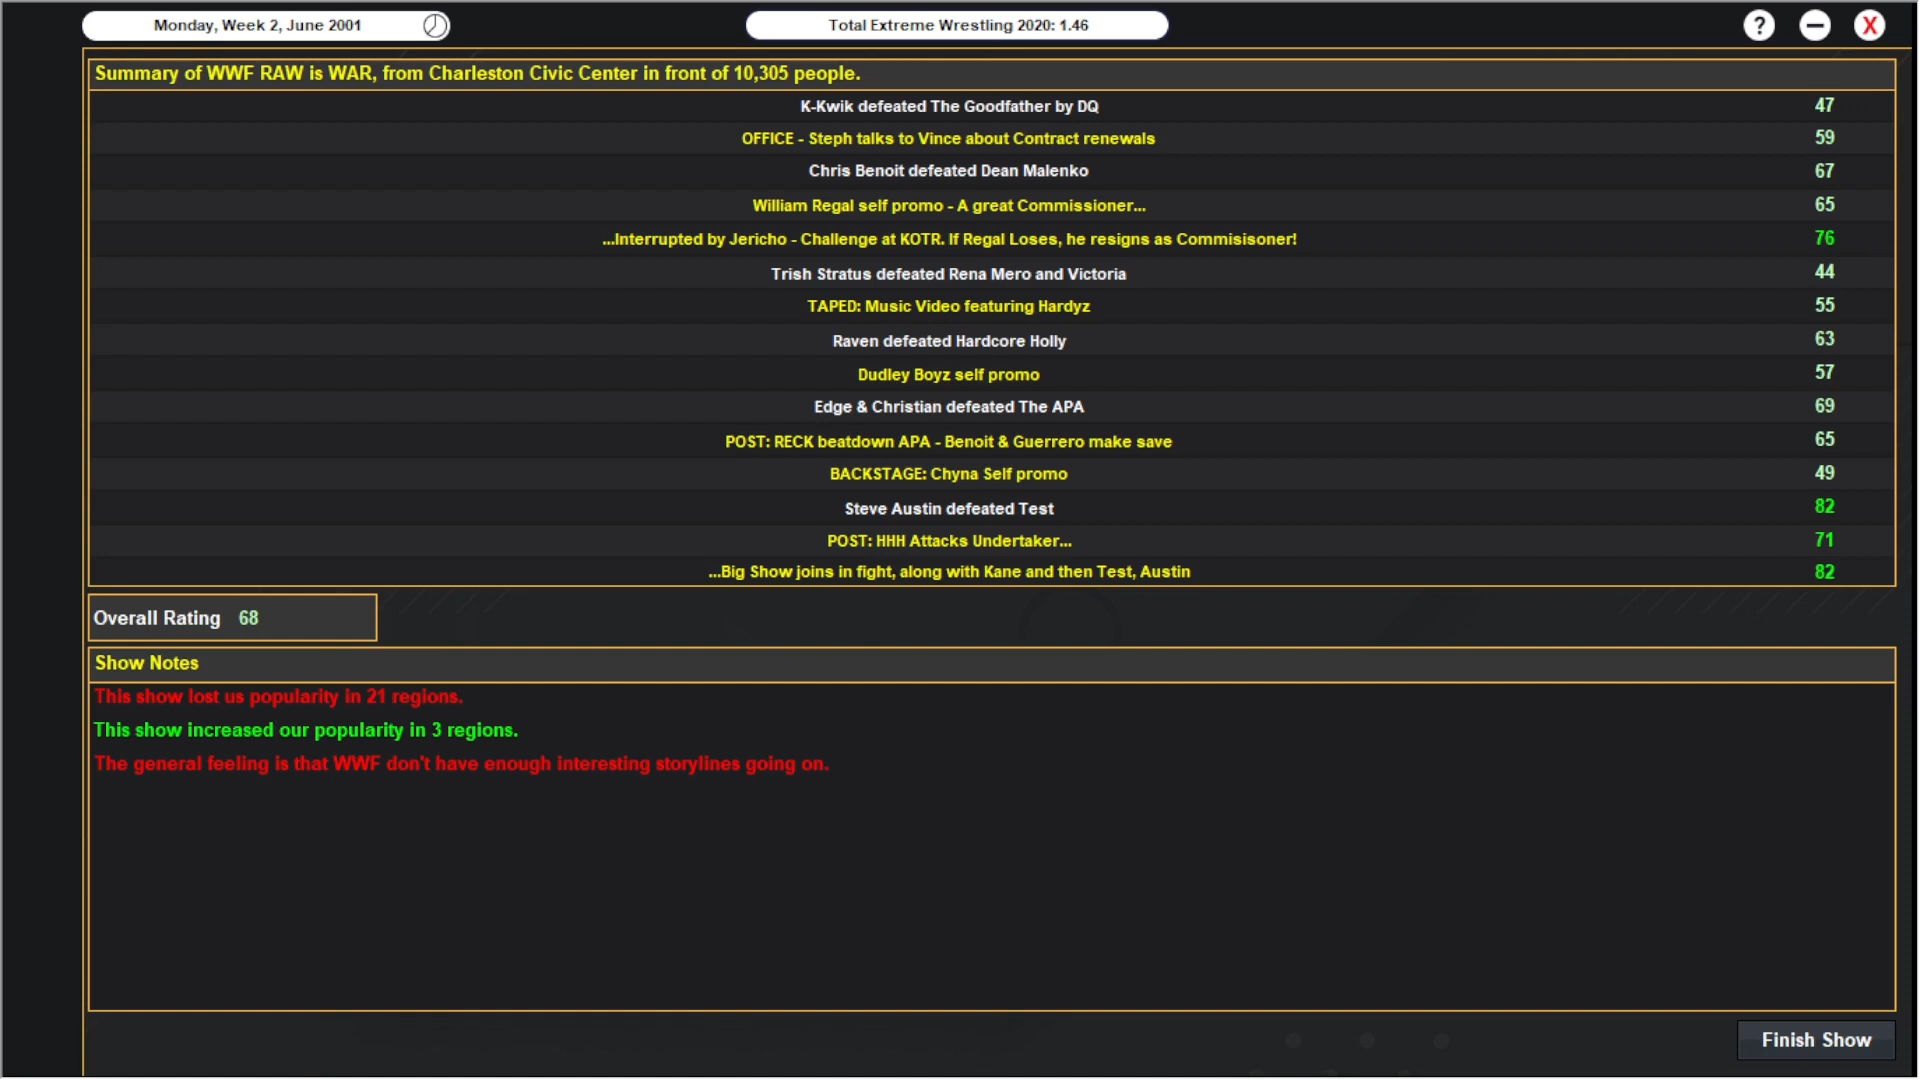 Monday, Week 2, June 2001
Total Extreme Wrestling 2020: 1.46
?
X
Summary of WWF RAW is WAR, from Charleston Civic Center in front of 10,305 people.
K-Kwik defeated The Goodfather by DQ 47
OFFICE - Steph talks to Vince about Contract renewals 59
Chris Benoit defeated Dean Malenko 67
William Regal self promo - A great Commissioner... 65
...Interrupted by Jericho - Challenge at KOTR. If Regal Loses, he resigns as Commisisoner! 76
Trish Stratus defeated Rena Mero and Victoria 44
TAPED: Music Video featuring Hardyz 55
Raven defeated Hardcore Holly 63
Dudley Boyz self promo 57
Edge & Christian defeated The APA 69
POST: RECK beatdown APA - Benoit & Guerrero make save 65
BACKSTAGE: Chyna Self promo 49
Steve Austin defeated Test 82
POST: HHH Attacks Undertaker... 71
...Big Show joins in fight, along with Kane and then Test, Austin 82
Overall Rating 68
Show Notes
This show lost us popularity in 21 regions.
This show increased our popularity in 3 regions.
The general feeling is that WWF don't have enough interesting storylines going on.
Finish Show